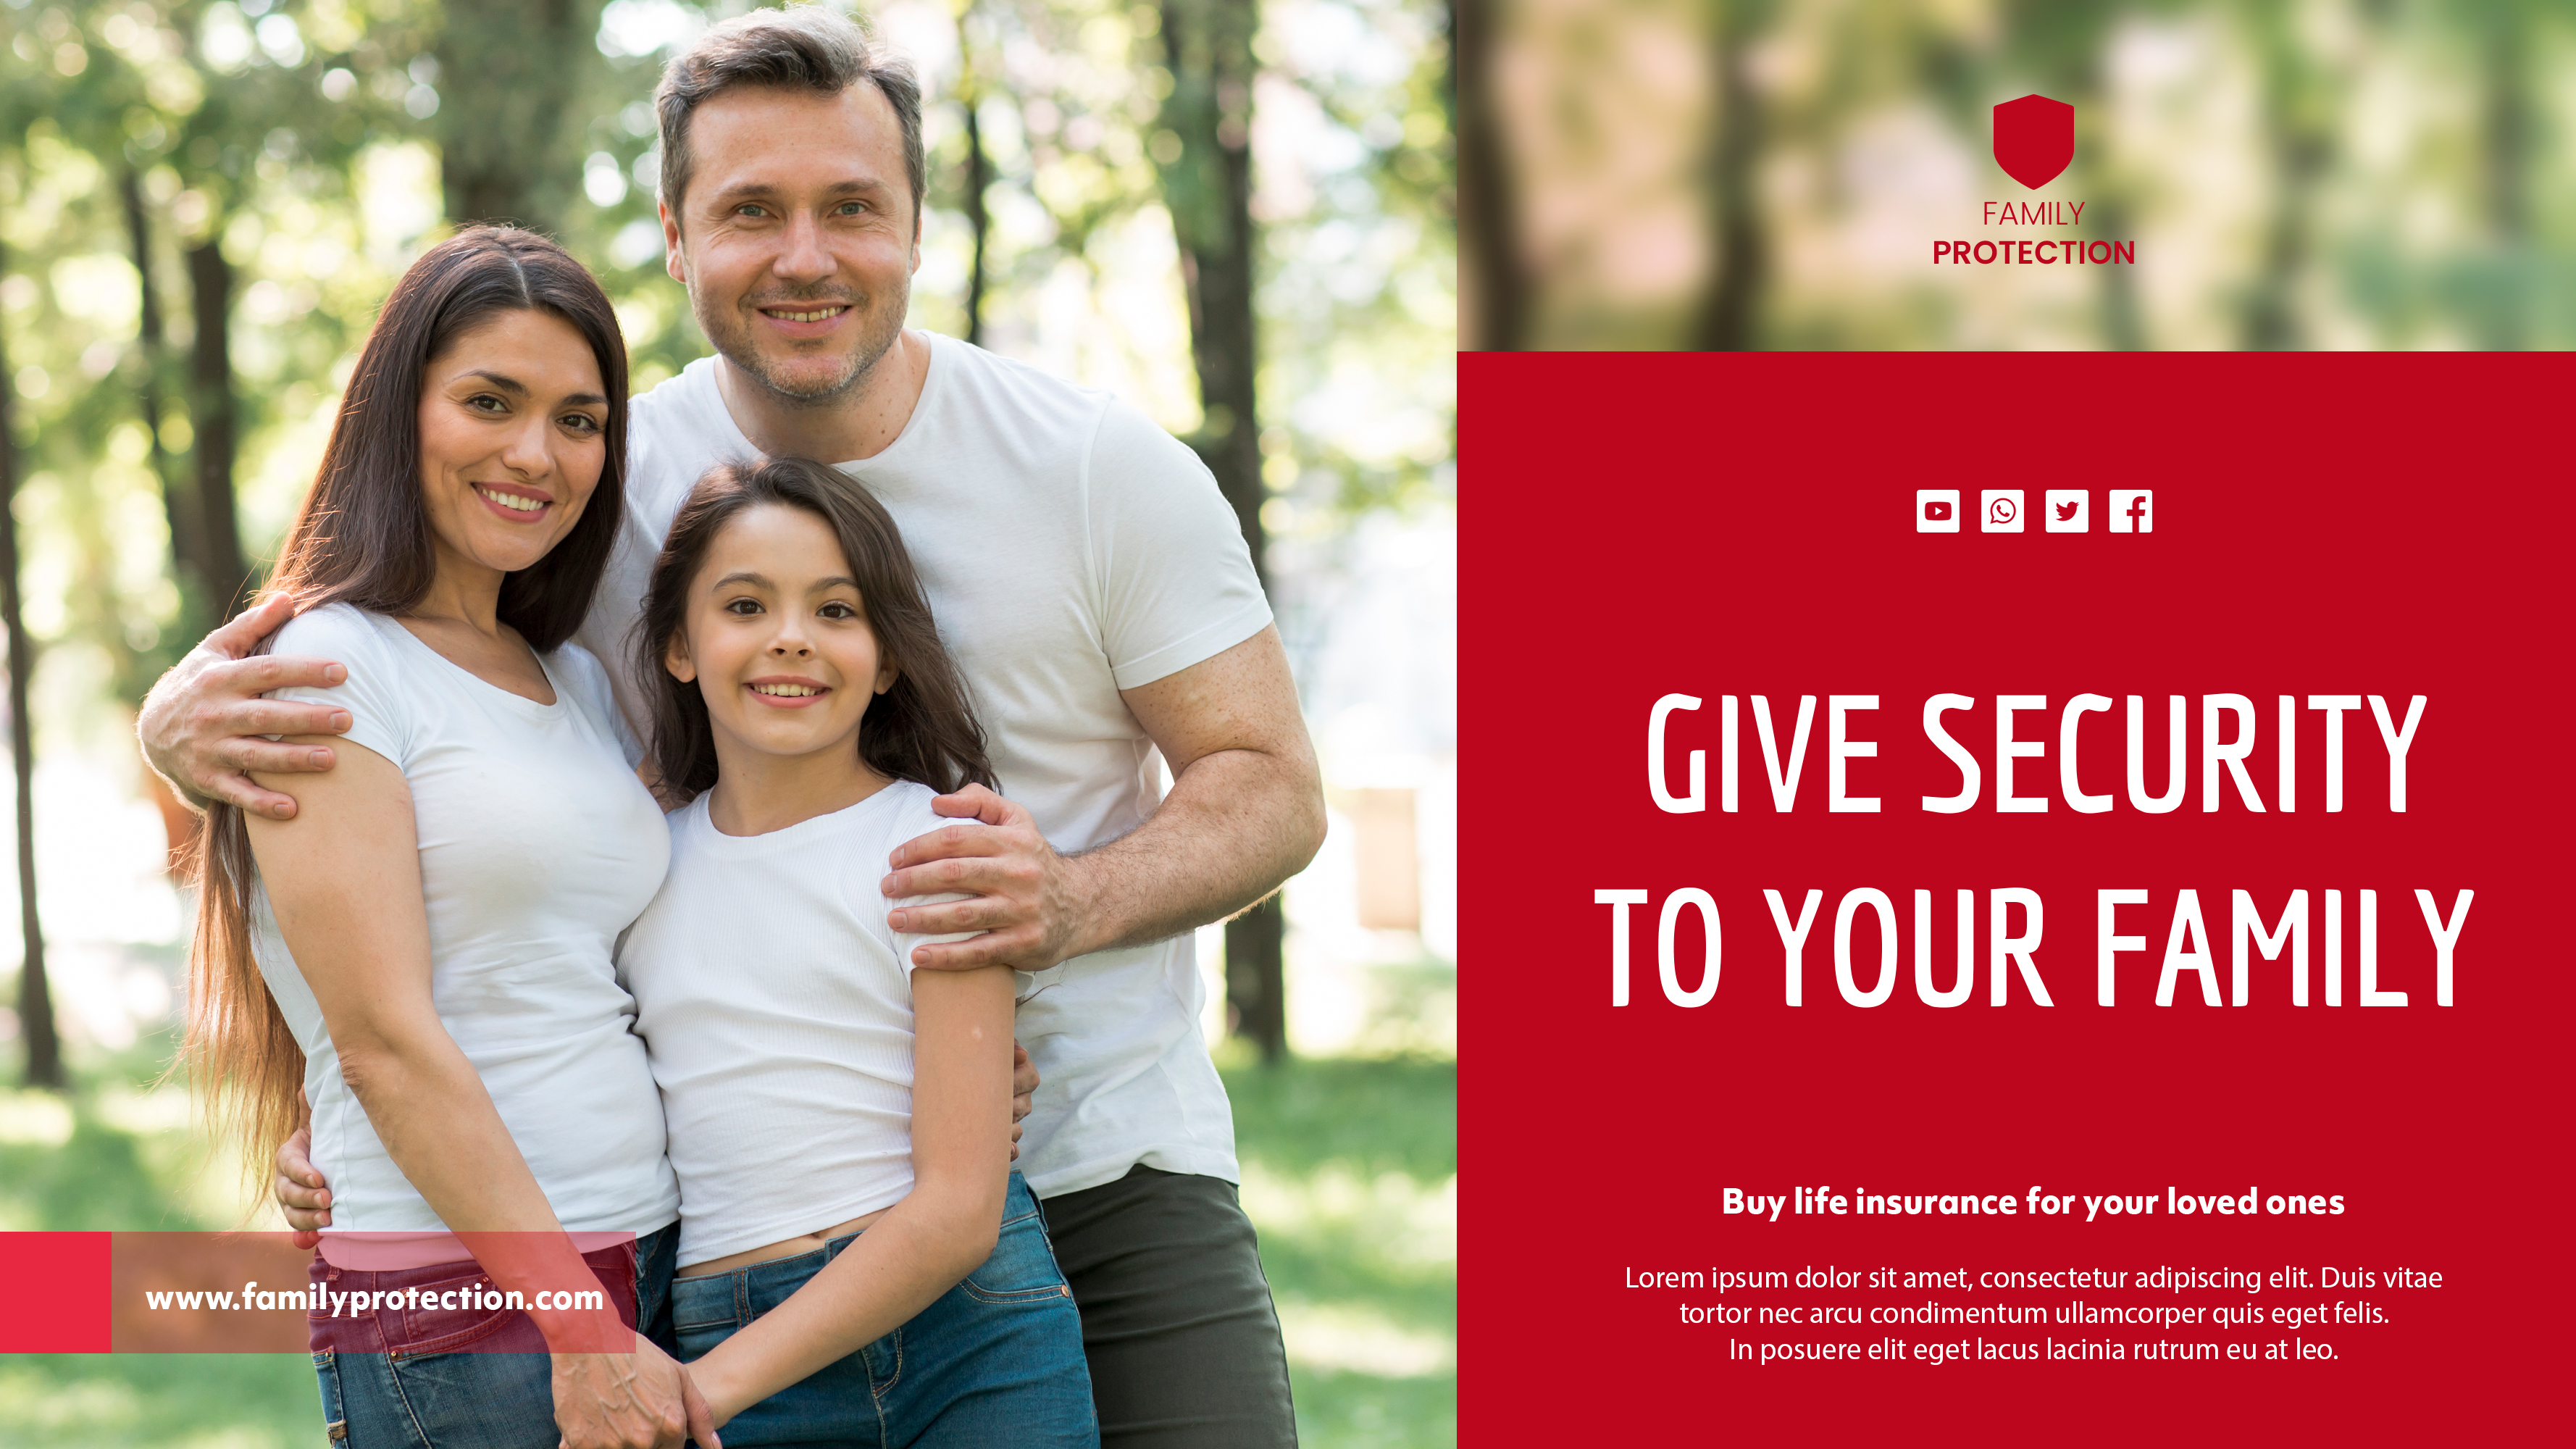 FAMILY
PROTECTION
GIVE SECURITY
TO YOUR FAMILY
Buy life insurance for your loved ones
Lorem ipsum dolor sit amet, consectetur adipiscing elit. Duis vitae
tortor nec arcu condimentum ullamcorper quis eget felis.
In posuere elit eget lacus lacinia rutrum eu at leo.
www.familyprotection.com